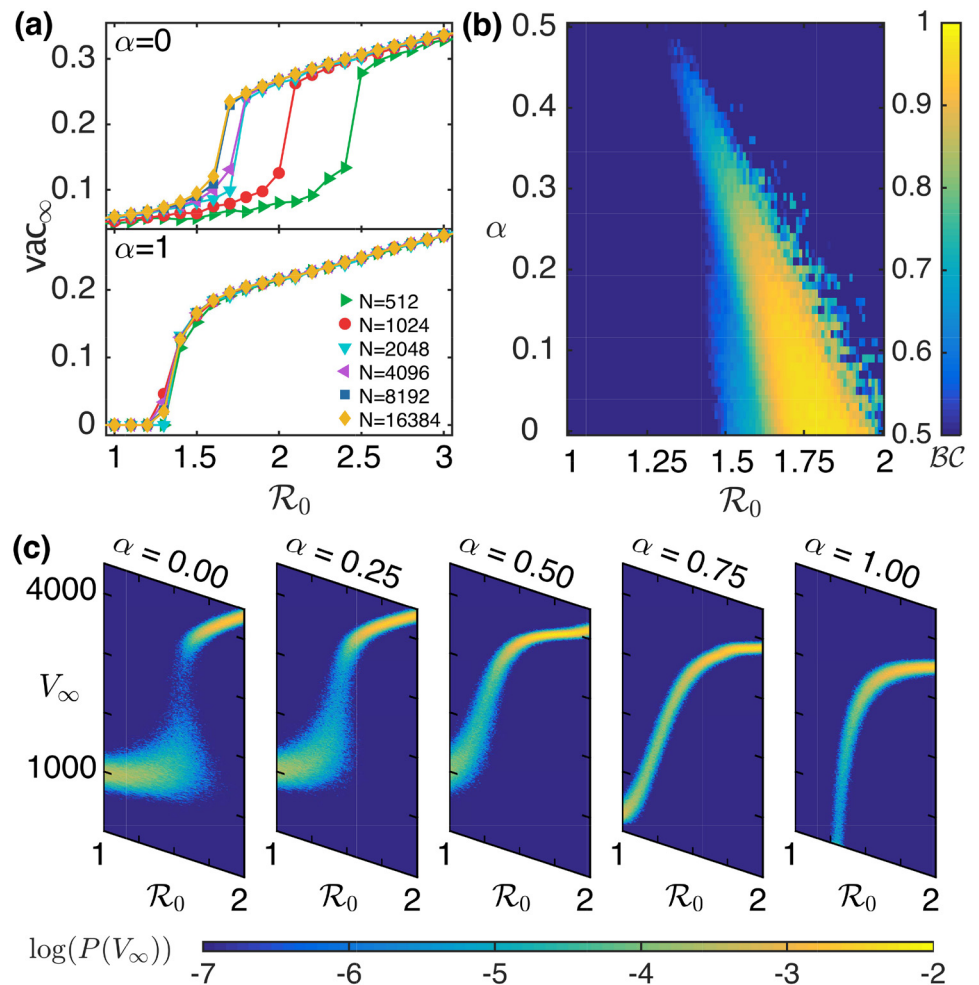 (a)
α=0
0.3
0.2
0.1
vac∞
α=1
0.2
0.1
0
N=512
N=1024
N=2048
N=4096
N=8192
N=16384
1 1.5 2 2.5 3
R₀
(b)
0.5
0.4
0.3
α
0.2
0.1
0
1 1.25 1.5 1.75 2
R₀
1
0.9
0.8
0.7
0.6
0.5
BC
(c)
α = 0.00 α = 0.25 α = 0.50 α = 0.75 α = 1.00
4000
V∞
1000
1 R₀ 2 1 R₀ 2 1 R₀ 2 1 R₀ 2 1 R₀ 2
log(P(V∞))
-7 -6 -5 -4 -3 -2